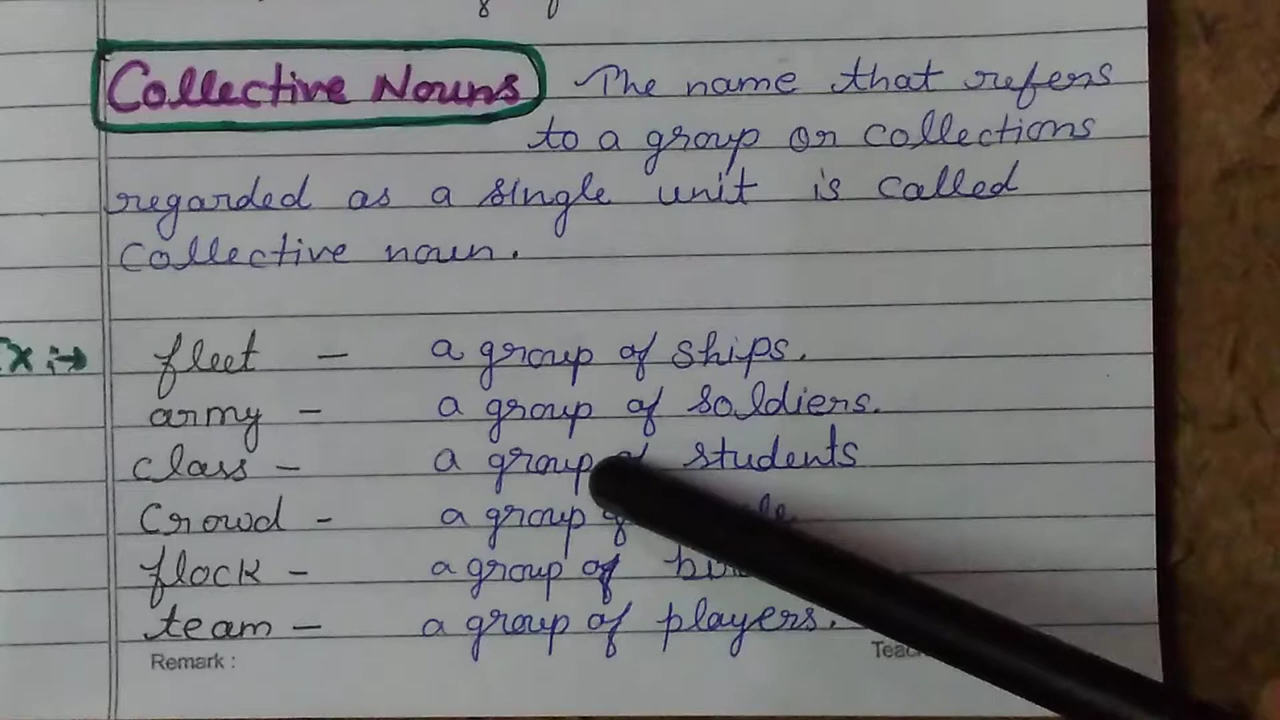 Collective Nouns The name that refers
to a group or collections
regarded as a single unit is called
Collective noun.
Ex :→ fleet – a group of ships.
army – a group of soldiers.
class – a group of students
Crowd – a group
flock – a group of
team – a group of players.
Remark :